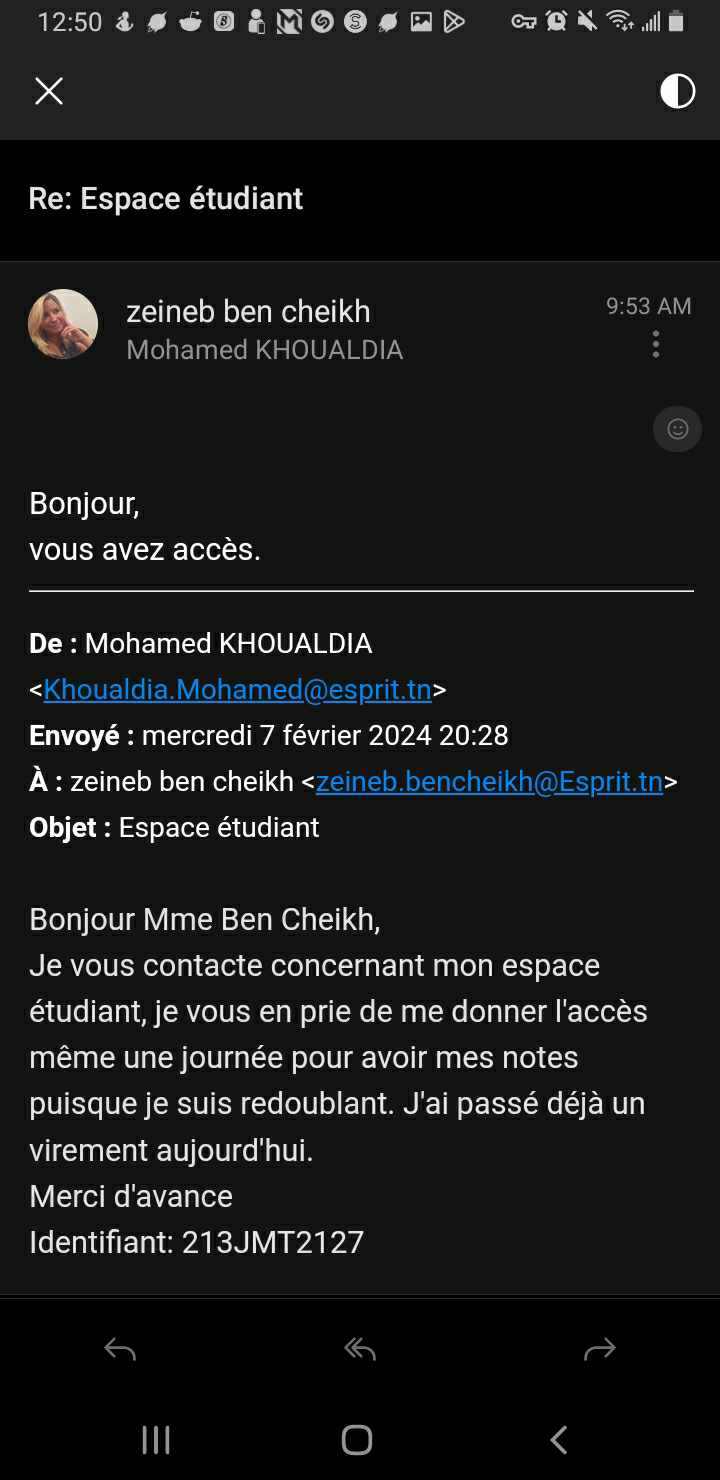 12:50
Re: Espace étudiant
zeineb ben cheikh
9:53 AM
Mohamed KHOUALDIA
Bonjour,
vous avez accès.
De : Mohamed KHOUALDIA
<Khoualdia.Mohamed@esprit.tn>
Envoyé : mercredi 7 février 2024 20:28
À : zeineb ben cheikh <zeineb.bencheikh@Esprit.tn>
Objet : Espace étudiant
Bonjour Mme Ben Cheikh,
Je vous contacte concernant mon espace
étudiant, je vous en prie de me donner l'accès
même une journée pour avoir mes notes
puisque je suis redoublant. J'ai passé déjà un
virement aujourd'hui.
Merci d'avance
Identifiant: 213JMT2127